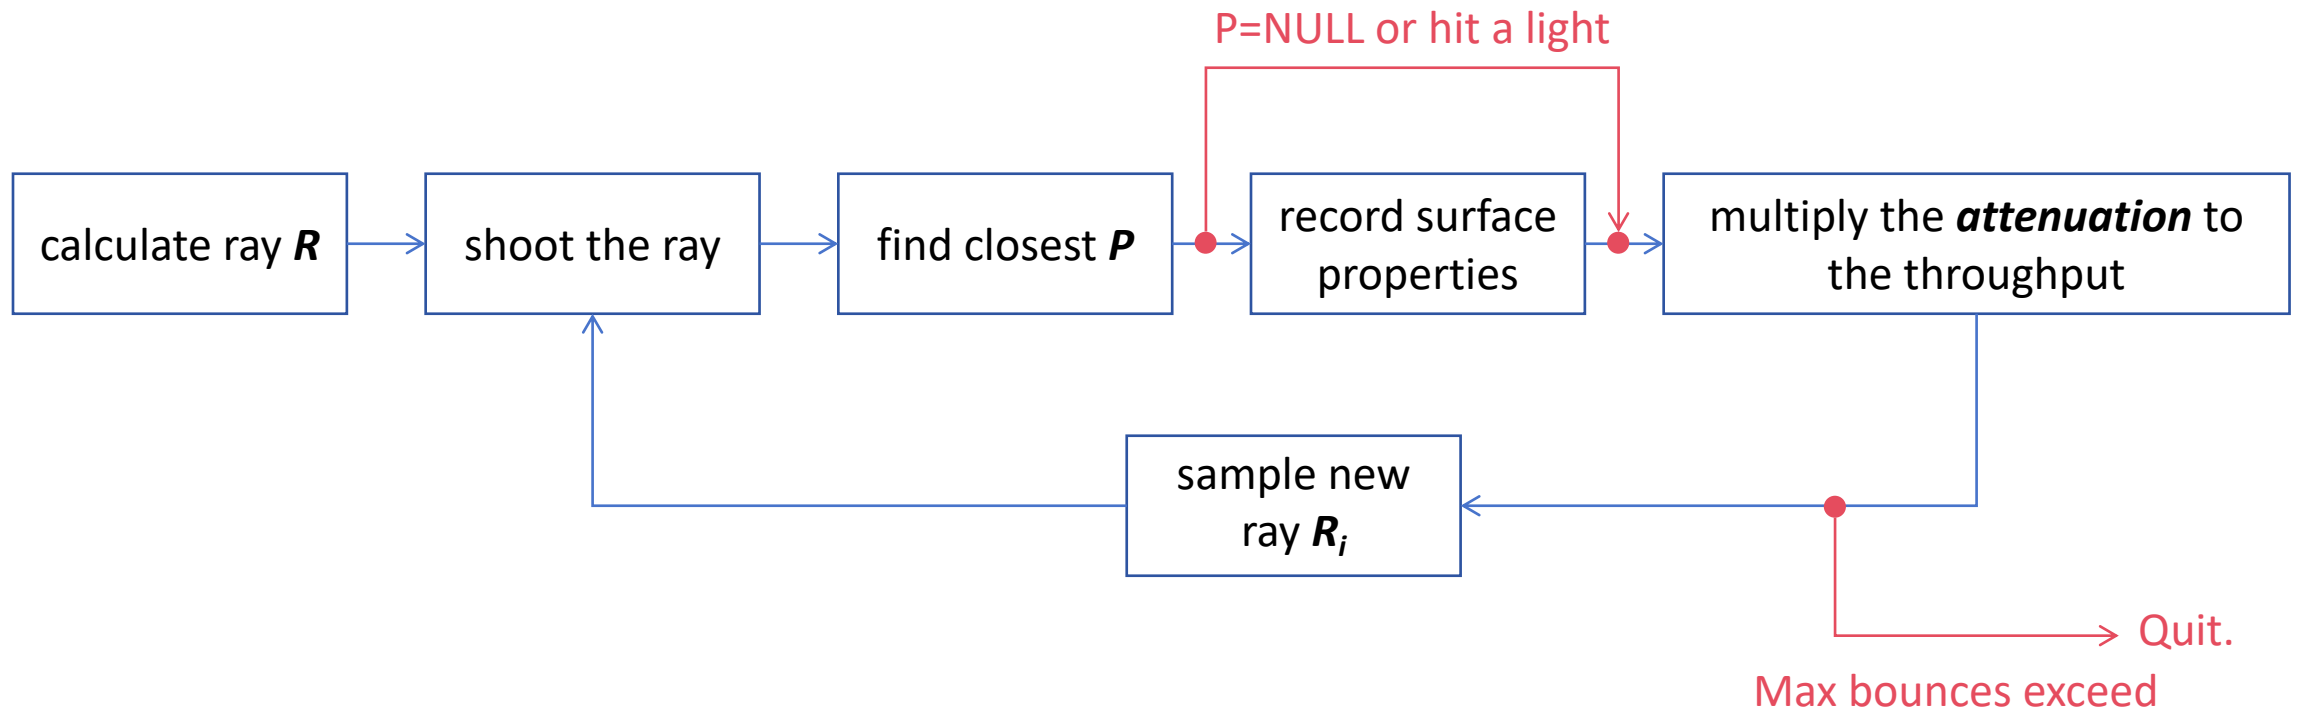 P=NULL or hit a light
calculate ray R
shoot the ray
find closest P
record surface
properties
multiply the attenuation to
the throughput
sample new
ray Ri
Quit.
Max bounces exceed